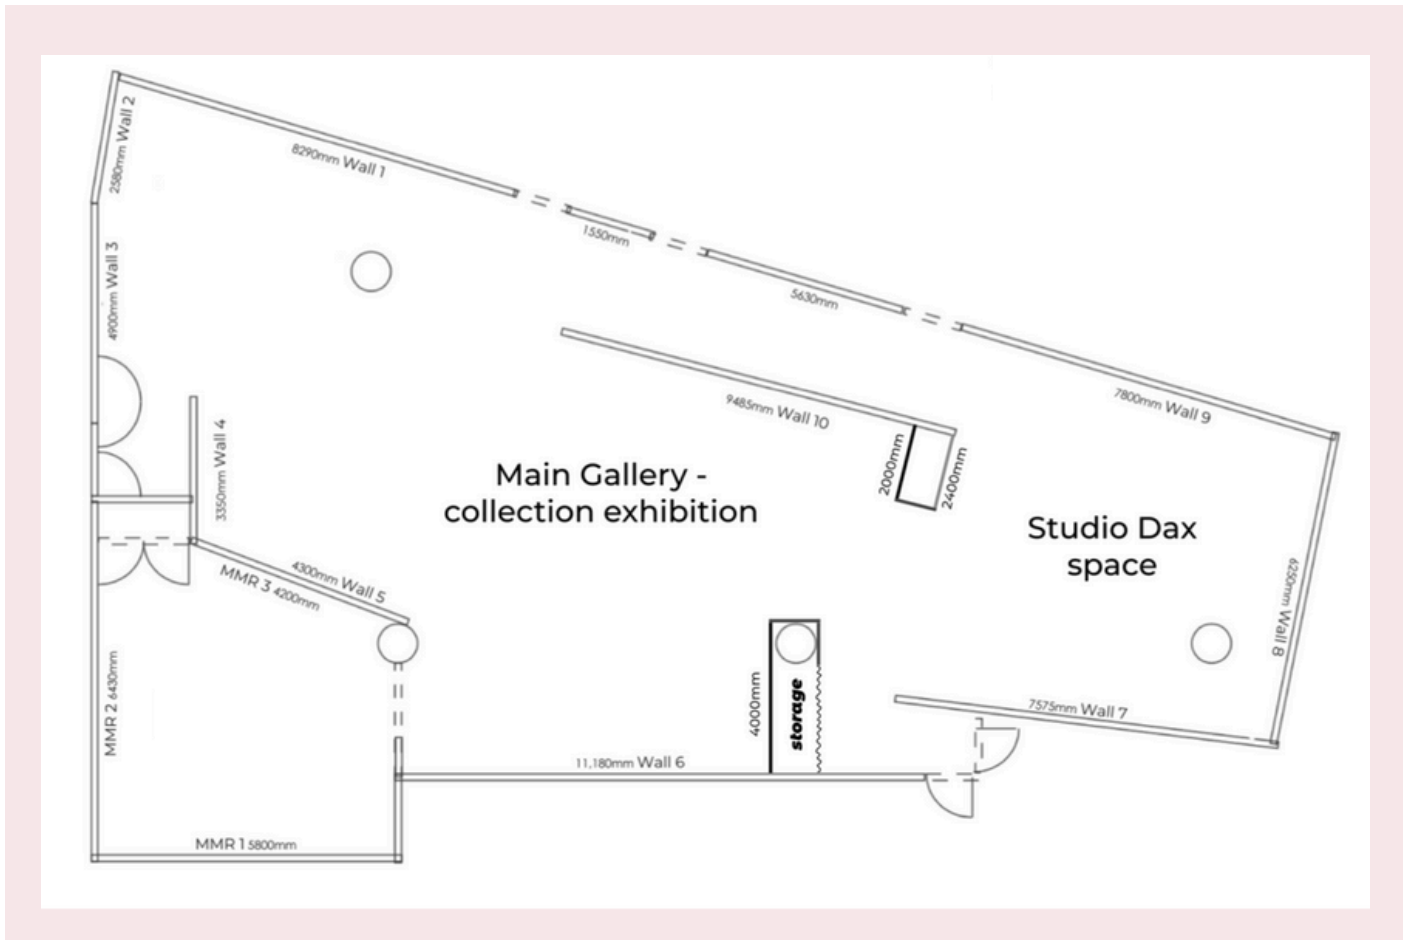 2580mm Wall 2
8290mm Wall 1
1550mm
5630mm
4900mm Wall 3
7800mm Wall 9
9485mm Wall 10
3350mm Wall 4
2000mm
2400mm
Main Gallery -
collection exhibition
Studio Dax
space
4300mm Wall 5
MMR 3 4200mm
6250mm Wall 8
MMR 2 6430mm
4000mm
storage
7575mm Wall 7
11,180mm Wall 6
MMR 1 5800mm